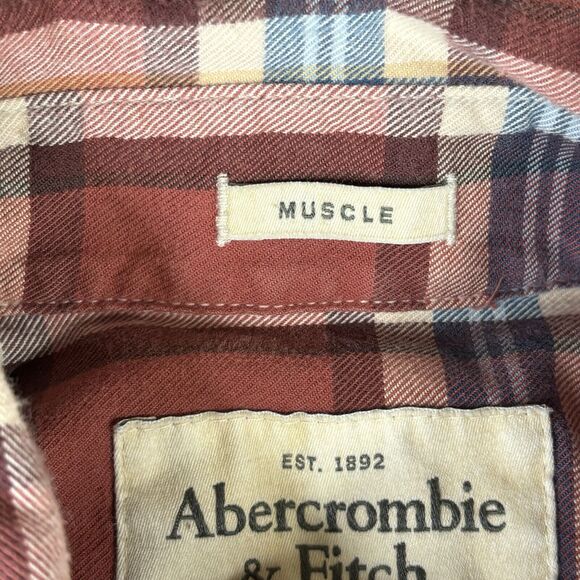 MUSCLE
EST. 1892
Abercrombie
& Fitch